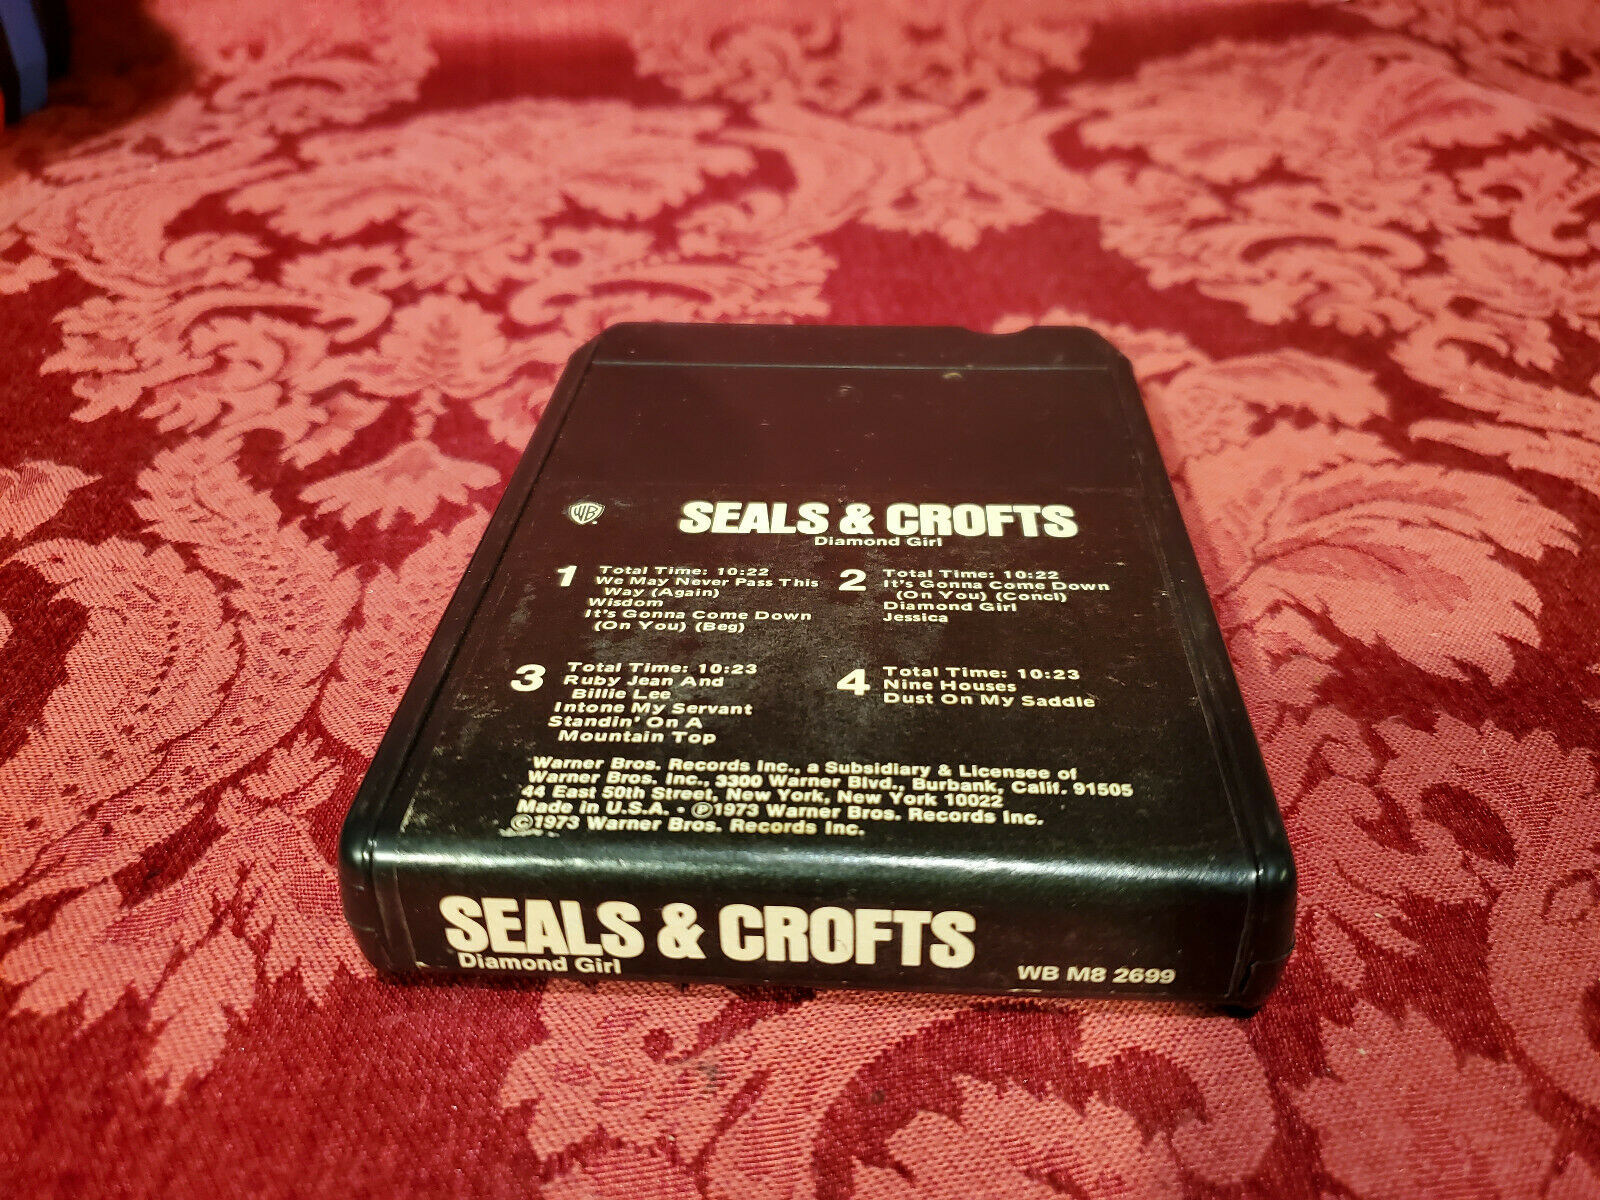 WB
SEALS & CROFTS
Diamond Girl
1 Total Time: 10:22
We May Never Pass This
Way (Again)
Wisdom
It's Gonna Come Down
(On You) (Beg)
2 Total Time: 10:22
It's Gonna Come Down
(On You) (Concl)
Diamond Girl
Jessica
3 Total Time: 10:23
Ruby Jean And
Billie Lee
Intone My Servant
Standin' On A
Mountain Top
4 Total Time: 10:23
Nine Houses
Dust On My Saddle
Warner Bros. Records Inc., a Subsidiary & Licensee of
Warner Bros. Inc., 3300 Warner Blvd., Burbank, Calif. 91505
44 East 50th Street, New York, New York 10022
Made in U.S.A. • ℗1973 Warner Bros. Records Inc.
©1973 Warner Bros. Records Inc.
SEALS & CROFTS
Diamond Girl
WB M8 2699